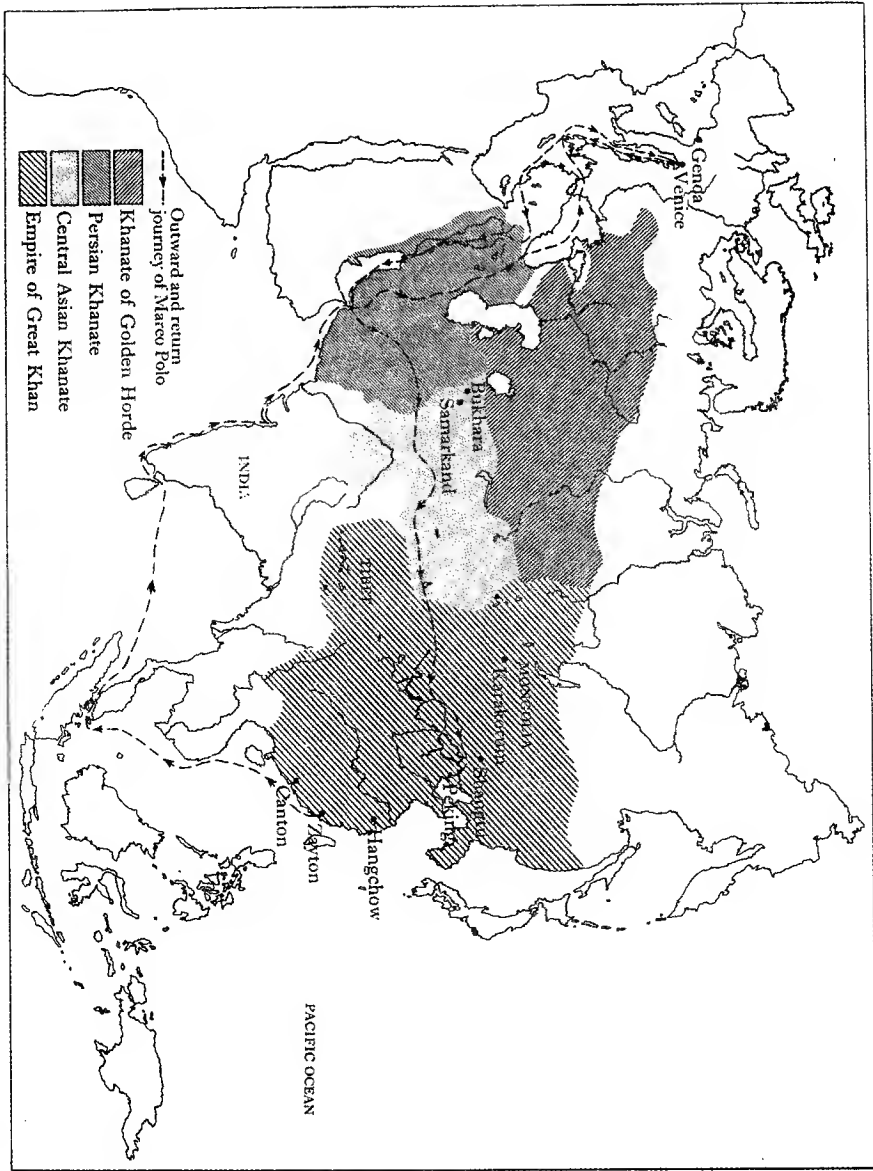 Genoa
Venice
Bukhara
Samarkand
INDIA
TIBET
MONGOLIA
Karakorum
Shangtu
Peking
Hangchow
Zayton
Canton
PACIFIC OCEAN
Outward and return
journey of Marco Polo
Khanate of Golden Horde
Persian Khanate
Central Asian Khanate
Empire of Great Khan